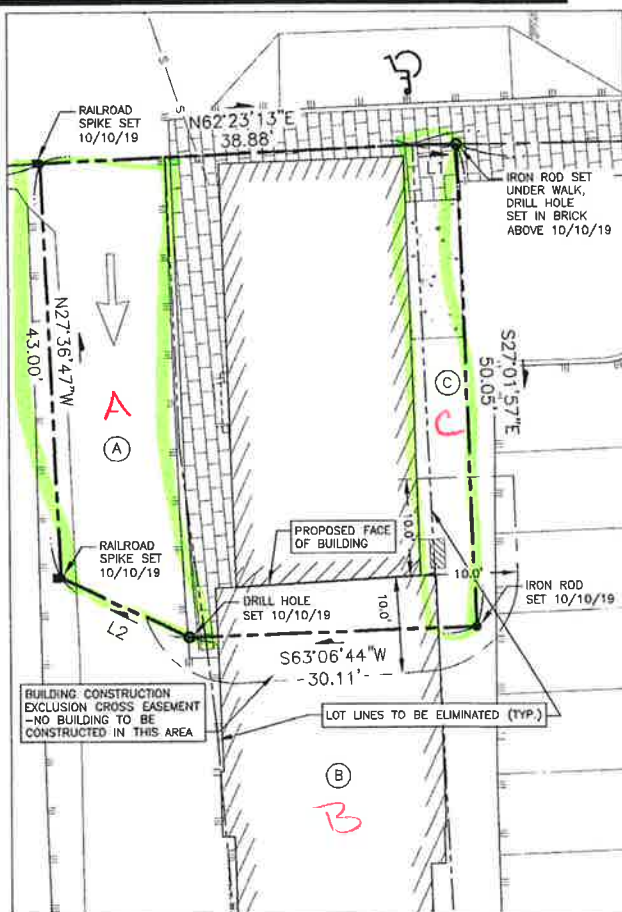 S
S
RAILROAD
SPIKE SET
10/10/19
N62°23'13"E
38.88'
L1
IRON ROD SET
UNDER WALK,
DRILL HOLE
SET IN BRICK
ABOVE 10/10/19
N27°36'47"W
43.00'
S27°01'57"E
50.05'
A
A
C
C
RAILROAD
SPIKE SET
10/10/19
PROPOSED FACE
OF BUILDING
10.0'
10.0'
10.0'
IRON ROD
SET 10/10/19
DRILL HOLE
SET 10/10/19
L2
S63°06'44"W
-30.11'-
BUILDING CONSTRUCTION
EXCLUSION CROSS EASEMENT
-NO BUILDING TO BE
CONSTRUCTED IN THIS AREA
LOT LINES TO BE ELIMINATED (TYP.)
B
B